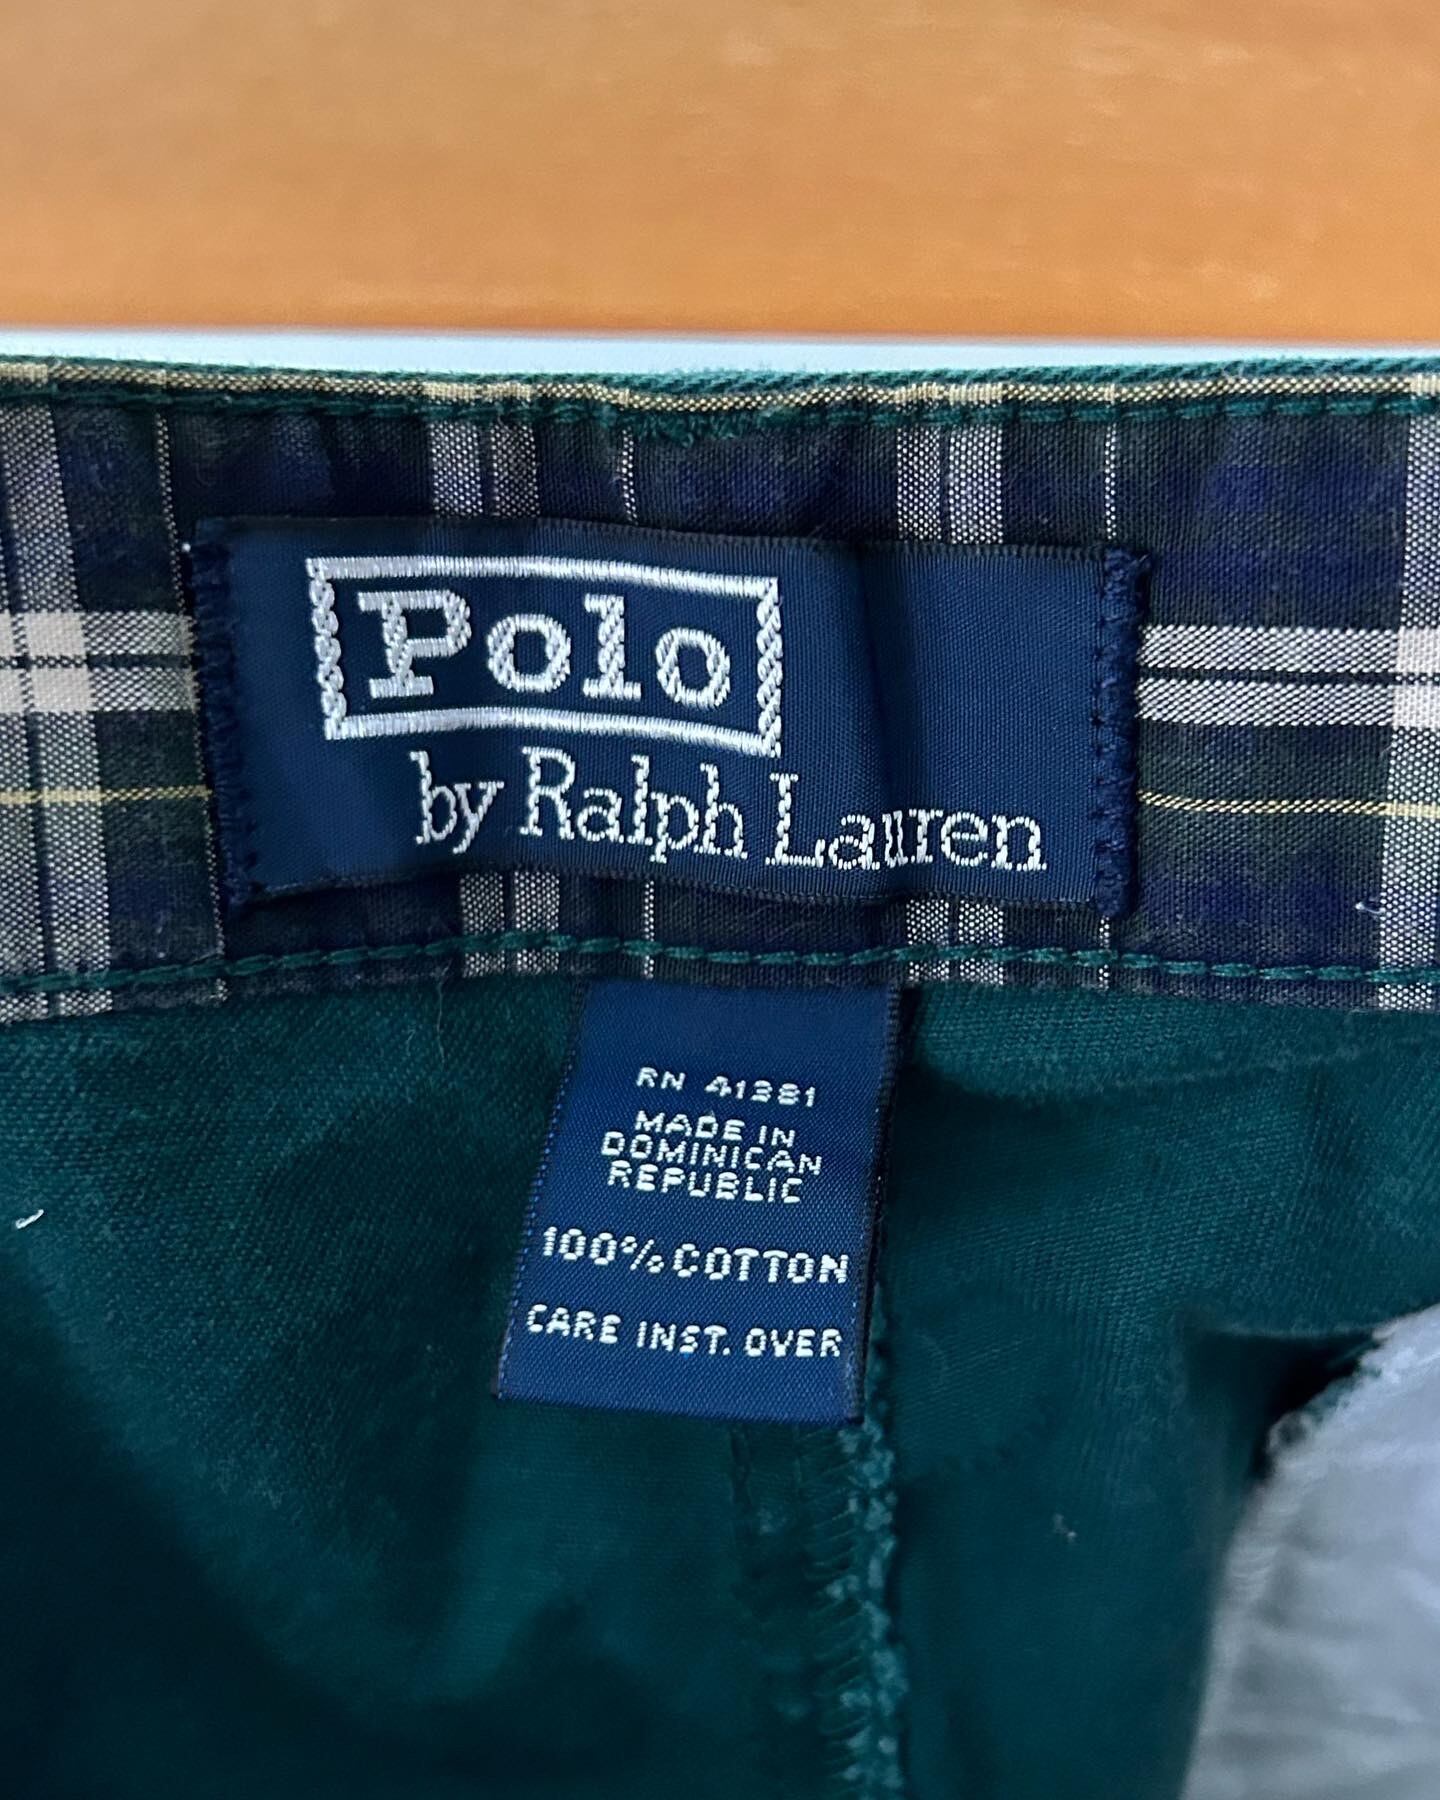 Polo
by Ralph Lauren
RN 41381
MADE IN
DOMINICAN
REPUBLIC
100% COTTON
CARE INST. OVER